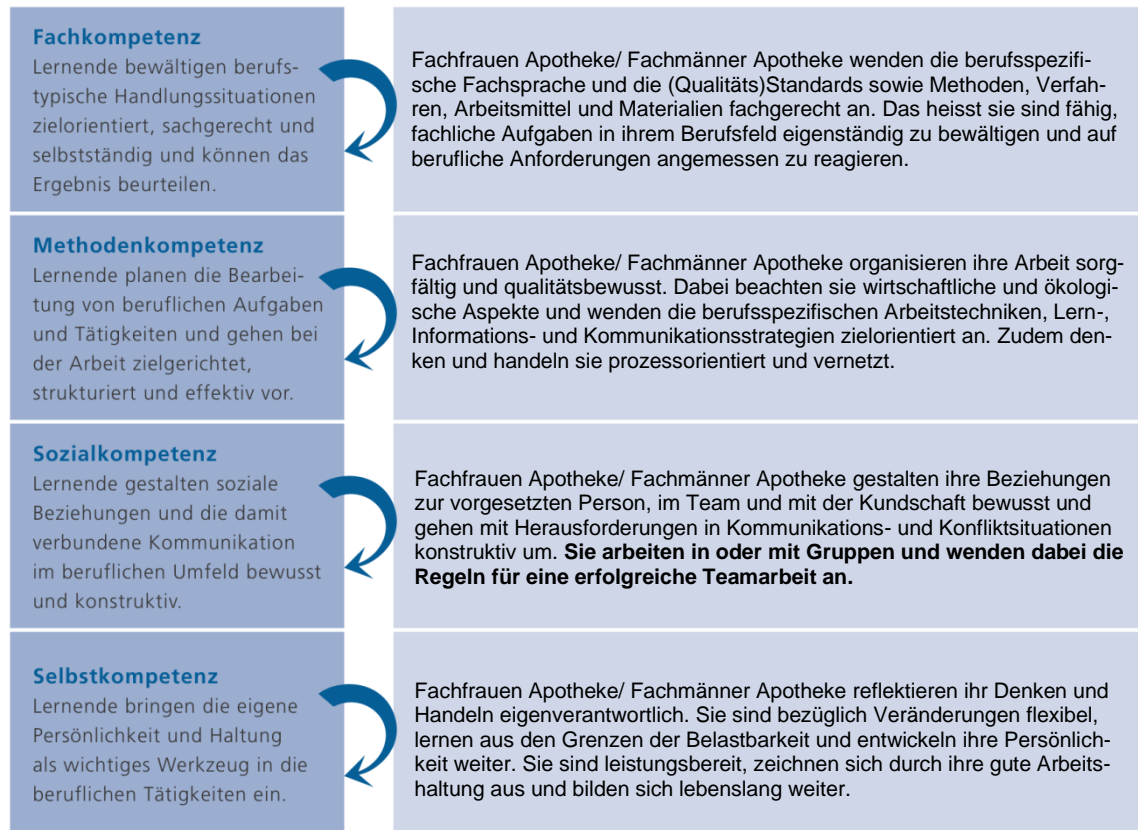 Fachkompetenz
Lernende bewältigen berufs-
typische Handlungssituationen
zielorientiert, sachgerecht und
selbstständig und können das
Ergebnis beurteilen.
Fachfrauen Apotheke/ Fachmänner Apotheke wenden die berufsspezifi-
sche Fachsprache und die (Qualitäts)Standards sowie Methoden, Verfah-
ren, Arbeitsmittel und Materialien fachgerecht an. Das heisst sie sind fähig,
fachliche Aufgaben in ihrem Berufsfeld eigenständig zu bewältigen und auf
berufliche Anforderungen angemessen zu reagieren.
Methodenkompetenz
Lernende planen die Bearbei-
tung von beruflichen Aufgaben
und Tätigkeiten und gehen bei
der Arbeit zielgerichtet,
strukturiert und effektiv vor.
Fachfrauen Apotheke/ Fachmänner Apotheke organisieren ihre Arbeit sorg-
fältig und qualitätsbewusst. Dabei beachten sie wirtschaftliche und ökologi-
sche Aspekte und wenden die berufsspezifischen Arbeitstechniken, Lern-,
Informations- und Kommunikationsstrategien zielorientiert an. Zudem den-
ken und handeln sie prozessorientiert und vernetzt.
Sozialkompetenz
Lernende gestalten soziale
Beziehungen und die damit
verbundene Kommunikation
im beruflichen Umfeld bewusst
und konstruktiv.
Fachfrauen Apotheke/ Fachmänner Apotheke gestalten ihre Beziehungen
zur vorgesetzten Person, im Team und mit der Kundschaft bewusst und
gehen mit Herausforderungen in Kommunikations- und Konfliktsituationen
konstruktiv um. Sie arbeiten in oder mit Gruppen und wenden dabei die
Regeln für eine erfolgreiche Teamarbeit an.
Selbstkompetenz
Lernende bringen die eigene
Persönlichkeit und Haltung
als wichtiges Werkzeug in die
beruflichen Tätigkeiten ein.
Fachfrauen Apotheke/ Fachmänner Apotheke reflektieren ihr Denken und
Handeln eigenverantwortlich. Sie sind bezüglich Veränderungen flexibel,
lernen aus den Grenzen der Belastbarkeit und entwickeln ihre Persönlich-
keit weiter. Sie sind leistungsbereit, zeichnen sich durch ihre gute Arbeits-
haltung aus und bilden sich lebenslang weiter.